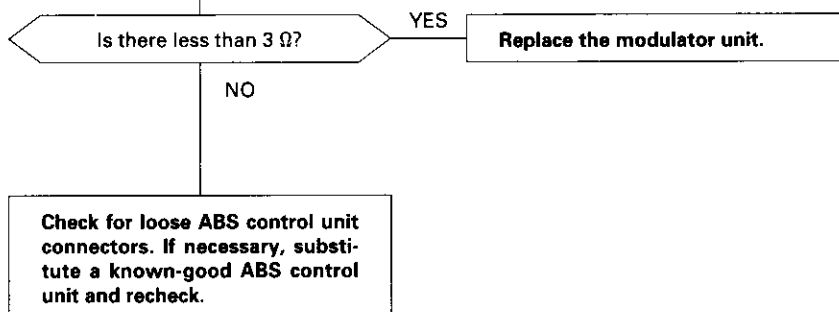 Is there less than 3 Ω?
YES
Replace the modulator unit.
NO
Check for loose ABS control unit
connectors. If necessary, substi-
tute a known-good ABS control
unit and recheck.